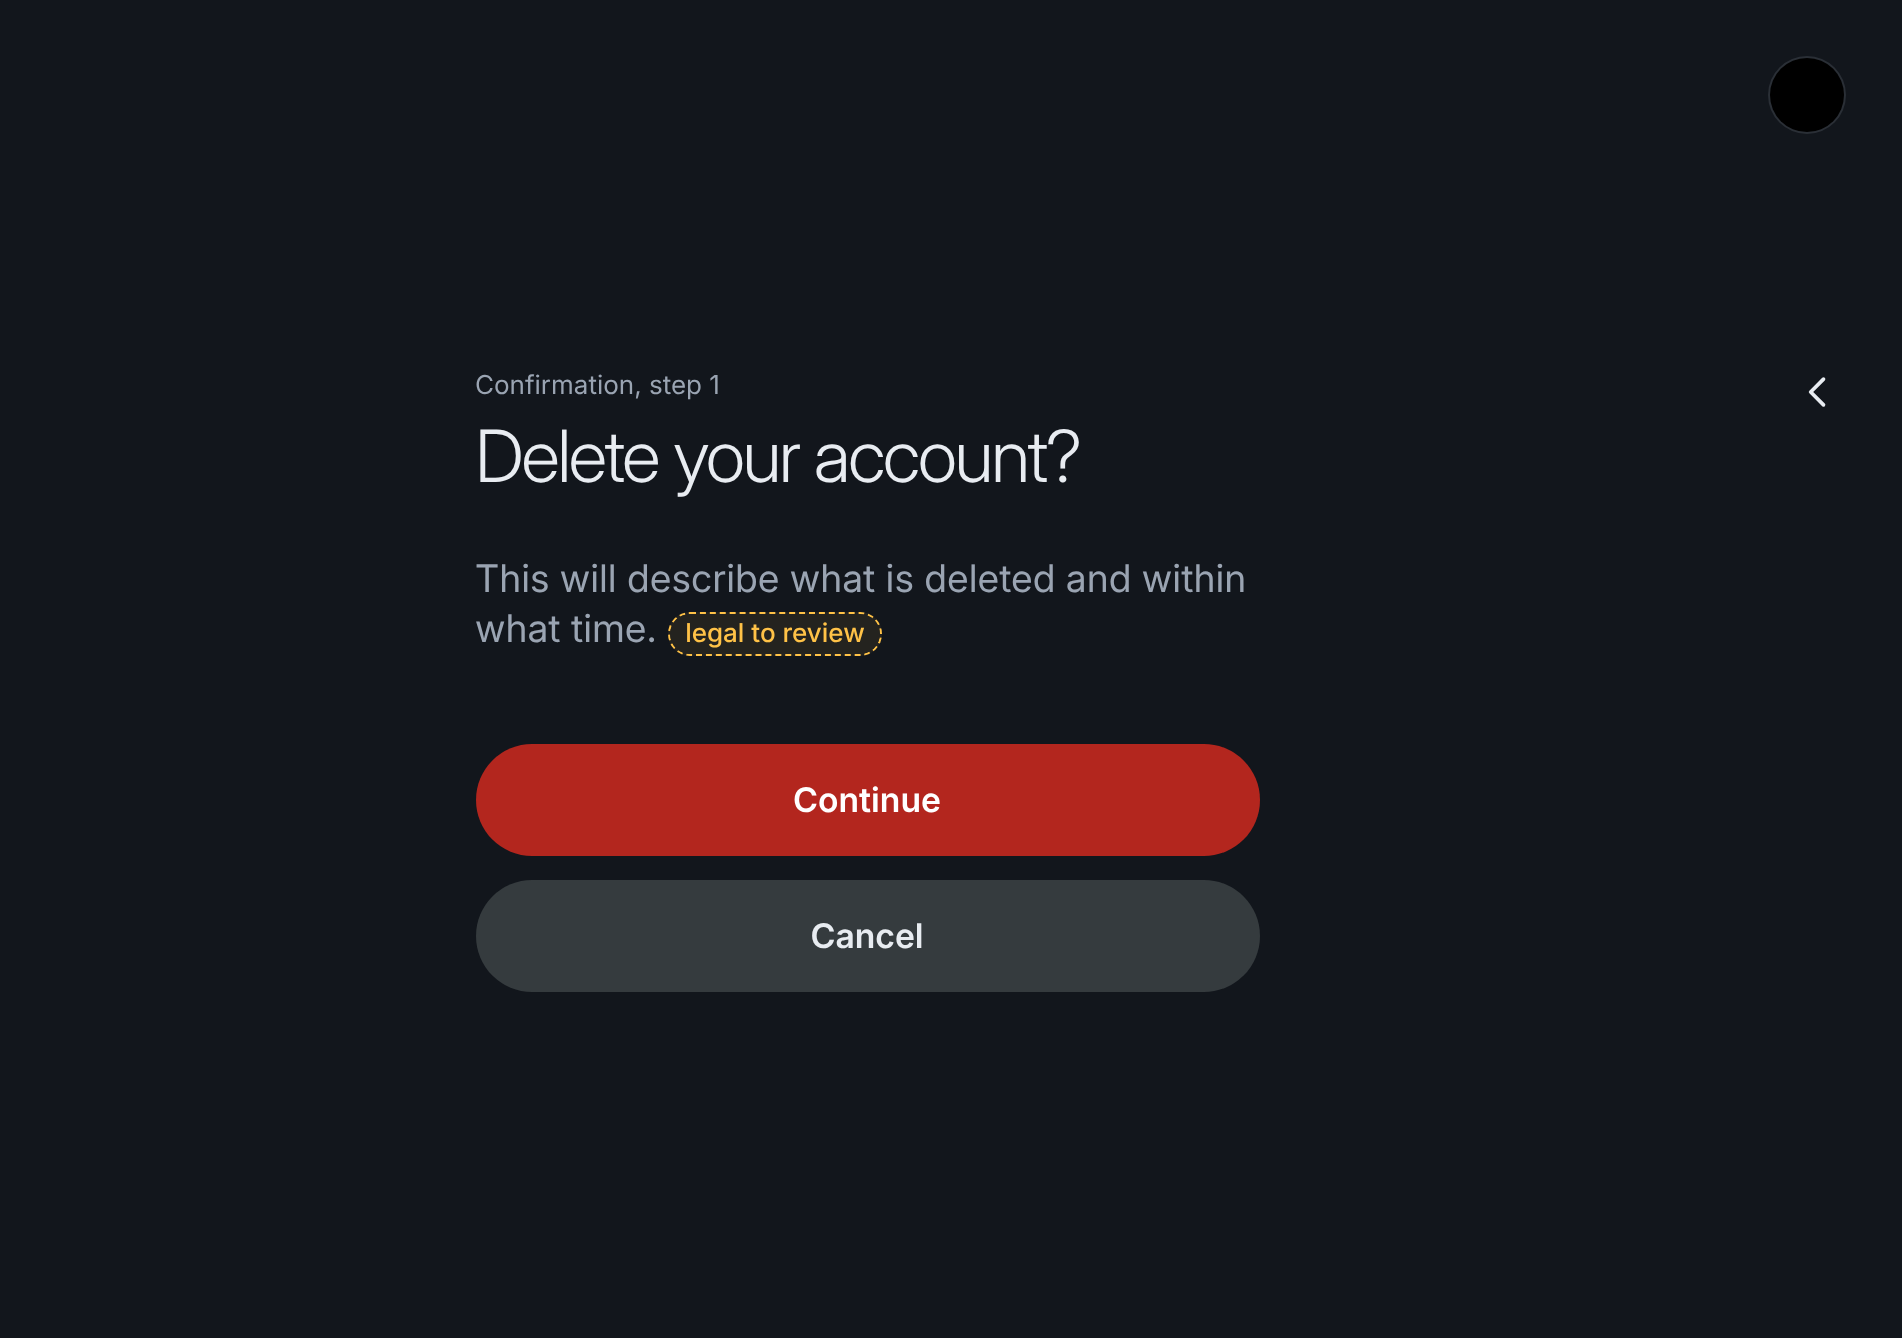 Confirmation, step 1
Delete your account?
This will describe what is deleted and within
what time. legal to review
Continue
Cancel